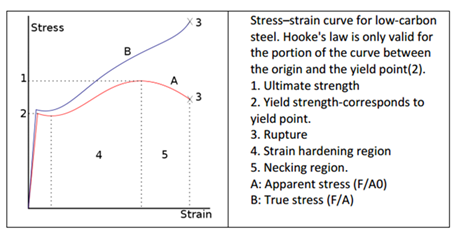 Stress
3
B
1
A
3
2
4
5
Strain
Stress–strain curve for low-carbon
steel. Hooke's law is only valid for
the portion of the curve between
the origin and the yield point(2).
1. Ultimate strength
2. Yield strength-corresponds to
yield point.
3. Rupture
4. Strain hardening region
5. Necking region.
A: Apparent stress (F/A0)
B: True stress (F/A)